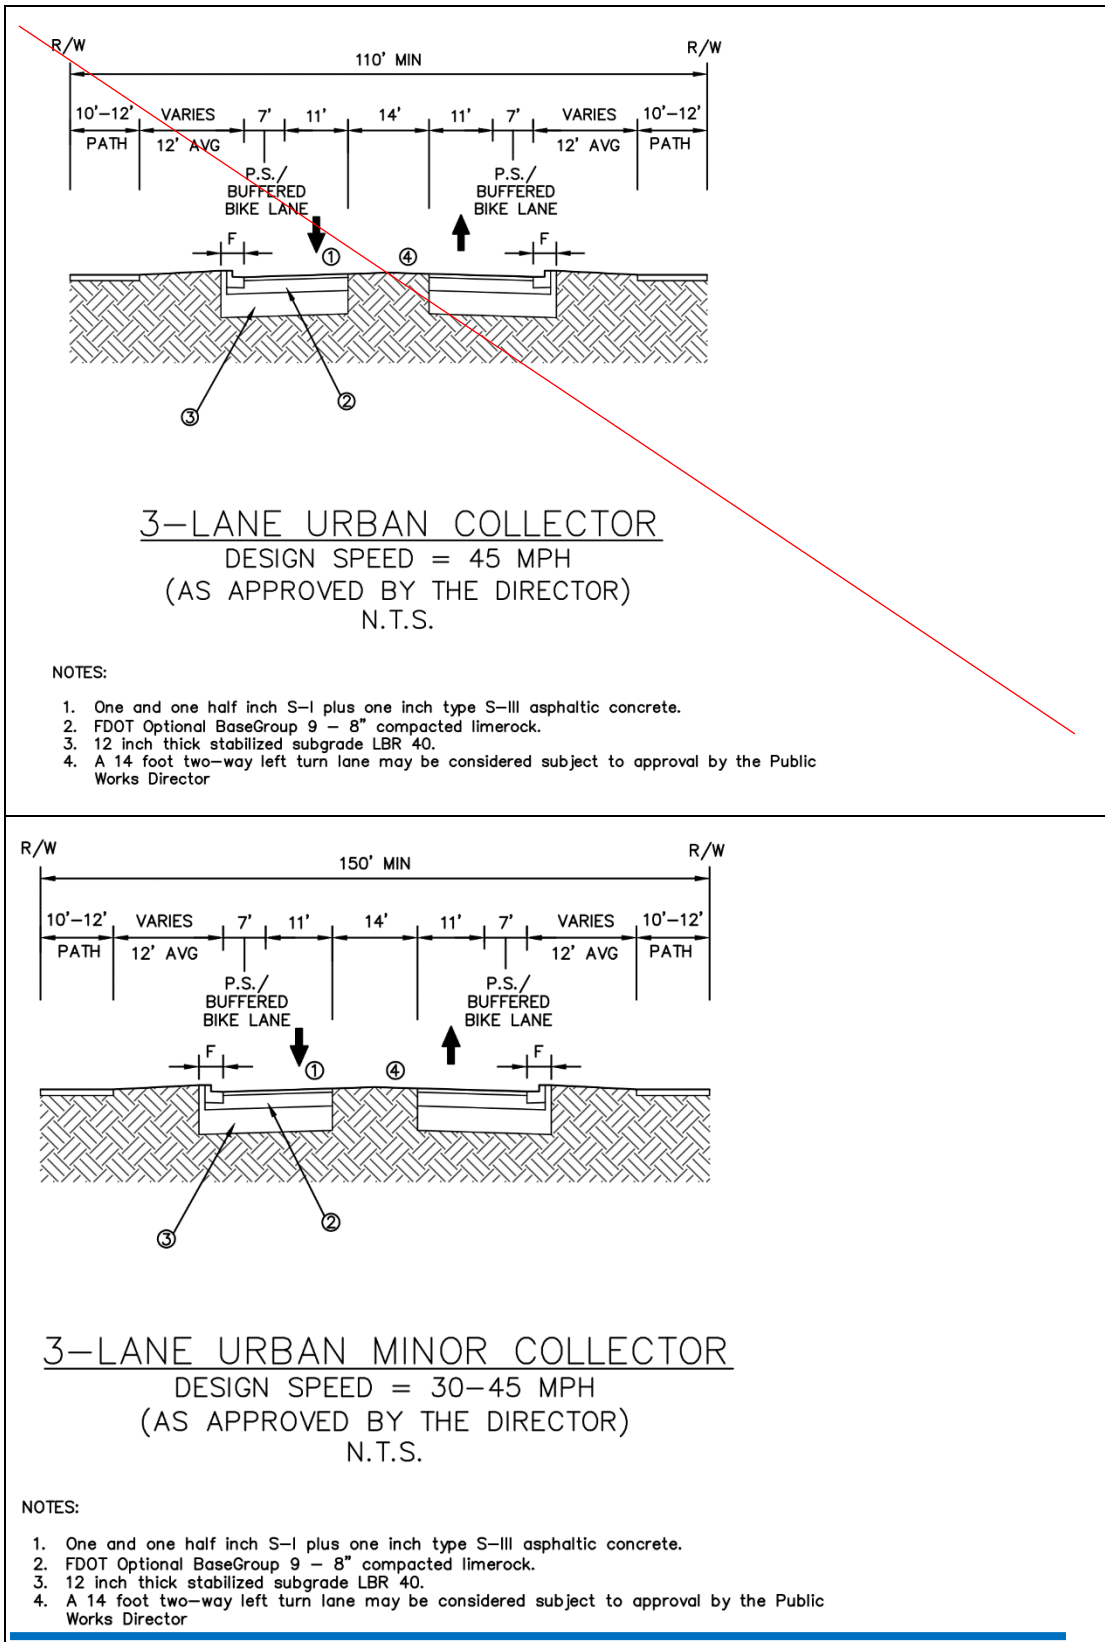 R/W R/W
110' MIN
10'-12' VARIES 7' 11' 14' 11' 7' VARIES 10'-12'
PATH 12' AVG 12' AVG PATH
P.S./ P.S./
BUFFERED BUFFERED
BIKE LANE BIKE LANE
F F
① ④
②
③
3-LANE URBAN COLLECTOR
DESIGN SPEED = 45 MPH
(AS APPROVED BY THE DIRECTOR)
N.T.S.
NOTES:
1. One and one half inch S-I plus one inch type S-III asphaltic concrete.
2. FDOT Optional BaseGroup 9 - 8" compacted limerock.
3. 12 inch thick stabilized subgrade LBR 40.
4. A 14 foot two-way left turn lane may be considered subject to approval by the Public
Works Director
R/W R/W
150' MIN
10'-12' VARIES 7' 11' 14' 11' 7' VARIES 10'-12'
PATH 12' AVG 12' AVG PATH
P.S./ P.S./
BUFFERED BUFFERED
BIKE LANE BIKE LANE
F F
① ④
②
③
3-LANE URBAN MINOR COLLECTOR
DESIGN SPEED = 30-45 MPH
(AS APPROVED BY THE DIRECTOR)
N.T.S.
NOTES:
1. One and one half inch S-I plus one inch type S-III asphaltic concrete.
2. FDOT Optional BaseGroup 9 - 8" compacted limerock.
3. 12 inch thick stabilized subgrade LBR 40.
4. A 14 foot two-way left turn lane may be considered subject to approval by the Public
Works Director